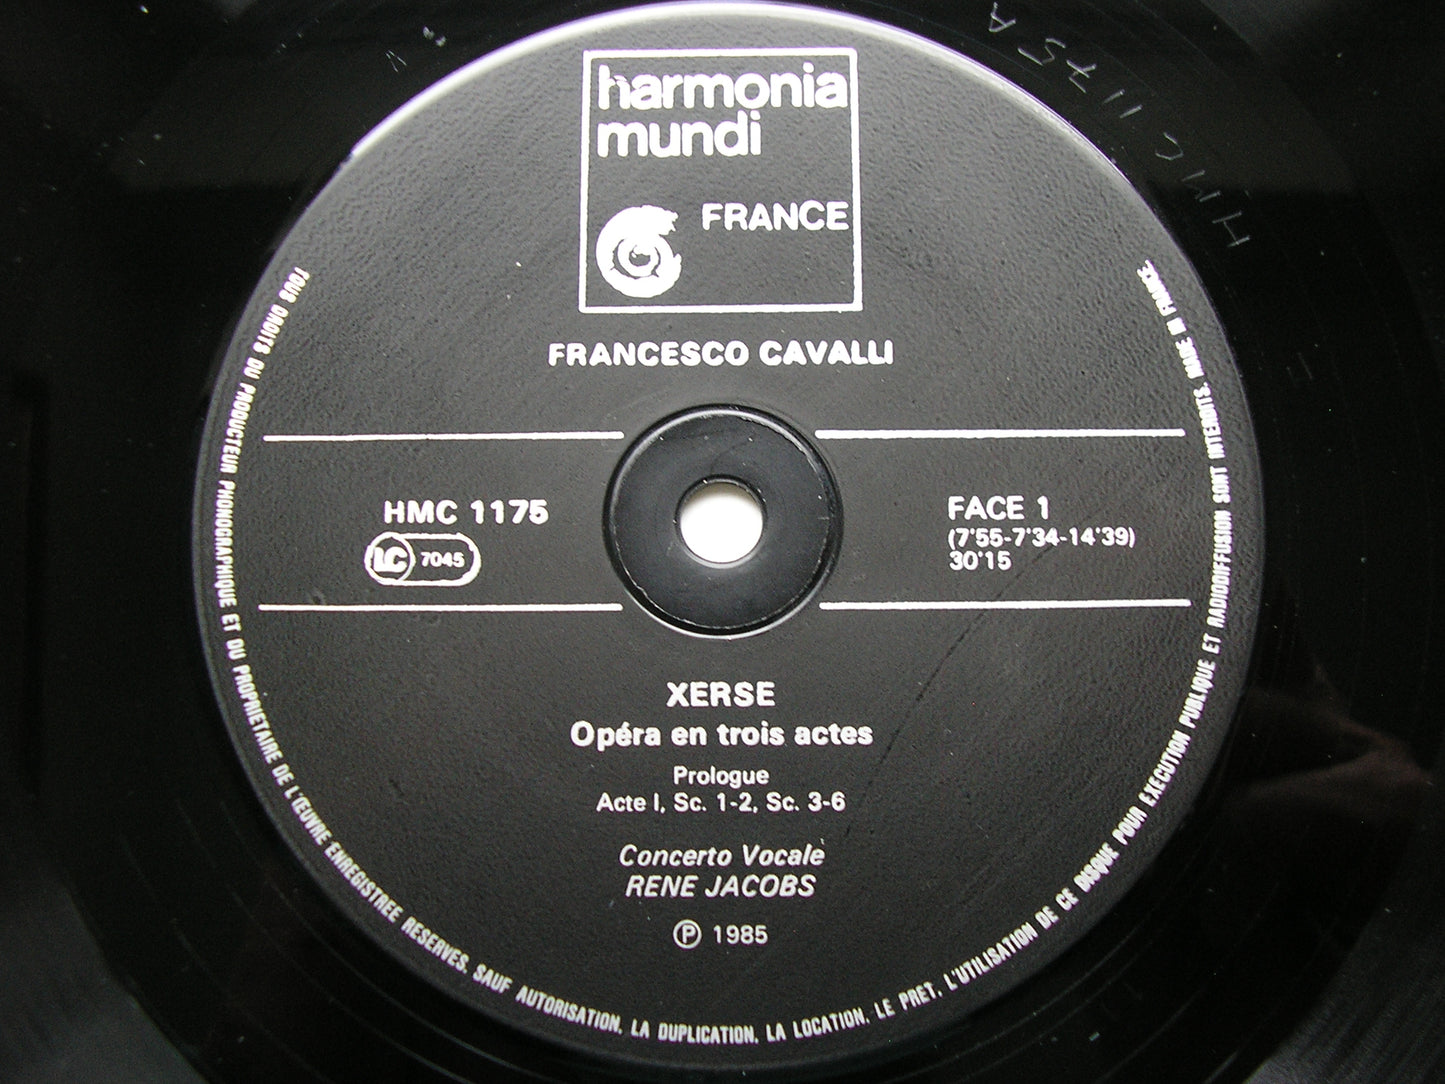 harmonia
mundi
FRANCE
FRANCESCO CAVALLI
HMC 1175
LC 7045
FACE 1
(7'55-7'34-14'39)
30'15
XERSE
Opéra en trois actes
Prologue
Acte I, Sc. 1-2, Sc. 3-6
Concerto Vocale
RENE JACOBS
Ⓟ 1985
TOUS DROITS DU PRODUCTEUR PHONOGRAPHIQUE ET DU PROPRIETAIRE DE L'ŒUVRE ENREGISTREE RESERVES. SAUF AUTORISATION, LA DUPLICATION, LA LOCATION, LE PRET, L'UTILISATION DE CE DISQUE POUR EXECUTION PUBLIQUE ET RADIODIFFUSION SONT INTERDITS. MADE IN FRANCE.
HMC 1175 A